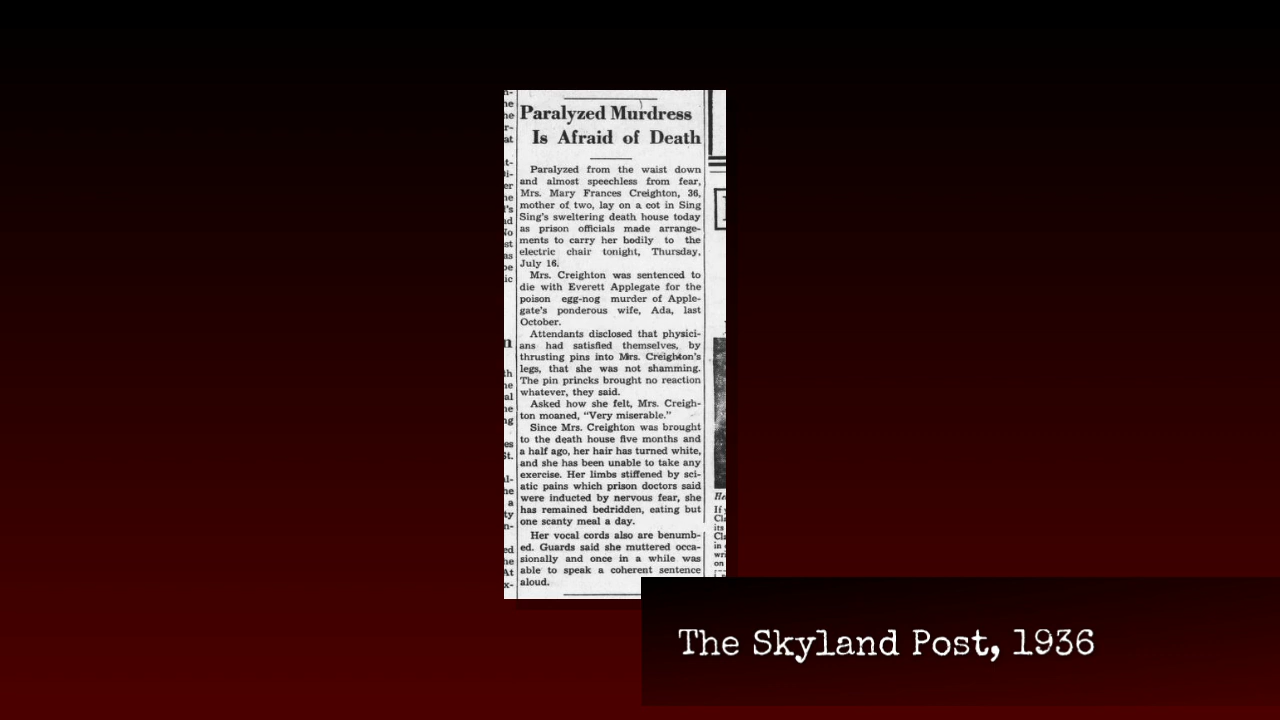 Paralyzed Murdress
Is Afraid of Death
Paralyzed from the waist down
and almost speechless from fear,
Mrs. Mary Frances Creighton, 36,
mother of two, lay on a cot in Sing
Sing's sweltering death house today
as prison officials made arrange-
ments to carry her bodily to the
electric chair tonight, Thursday,
July 16.
Mrs. Creighton was sentenced to
die with Everett Applegate for the
poison egg-nog murder of Apple-
gate's ponderous wife, Ada, last
October.
Attendants disclosed that physici-
ans had satisfied themselves, by
thrusting pins into Mrs. Creighton's
legs, that she was not shamming.
The pin princks brought no reaction
whatever, they said.
Asked how she felt, Mrs. Creigh-
ton moaned, "Very miserable."
Since Mrs. Creighton was brought
to the death house five months and
a half ago, her hair has turned white,
and she has been unable to take any
exercise. Her limbs stiffened by sci-
atic pains which prison doctors said
were inducted by nervous fear, she
has remained bedridden, eating but
one scanty meal a day.
Her vocal cords also are benumb-
ed. Guards said she muttered occa-
sionally and once in a while was
able to speak a coherent sentence
aloud.
The Skyland Post, 1936